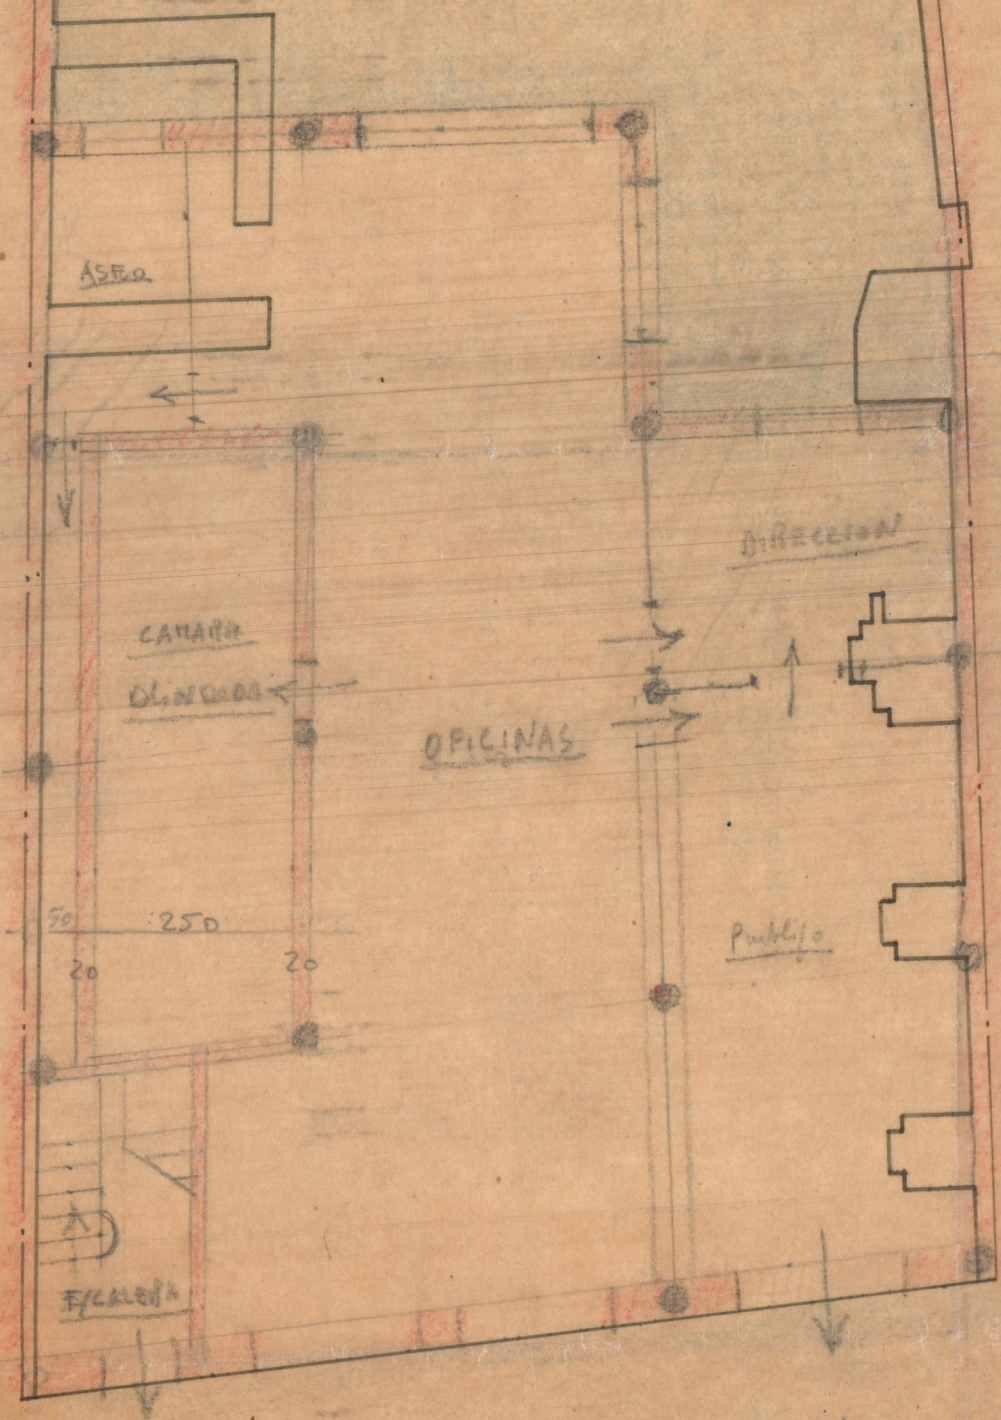 ASEO
DIRECCION
CAMARA
BLINDADA
OFICINAS
50
250
20
20
Publico
ESCALERA